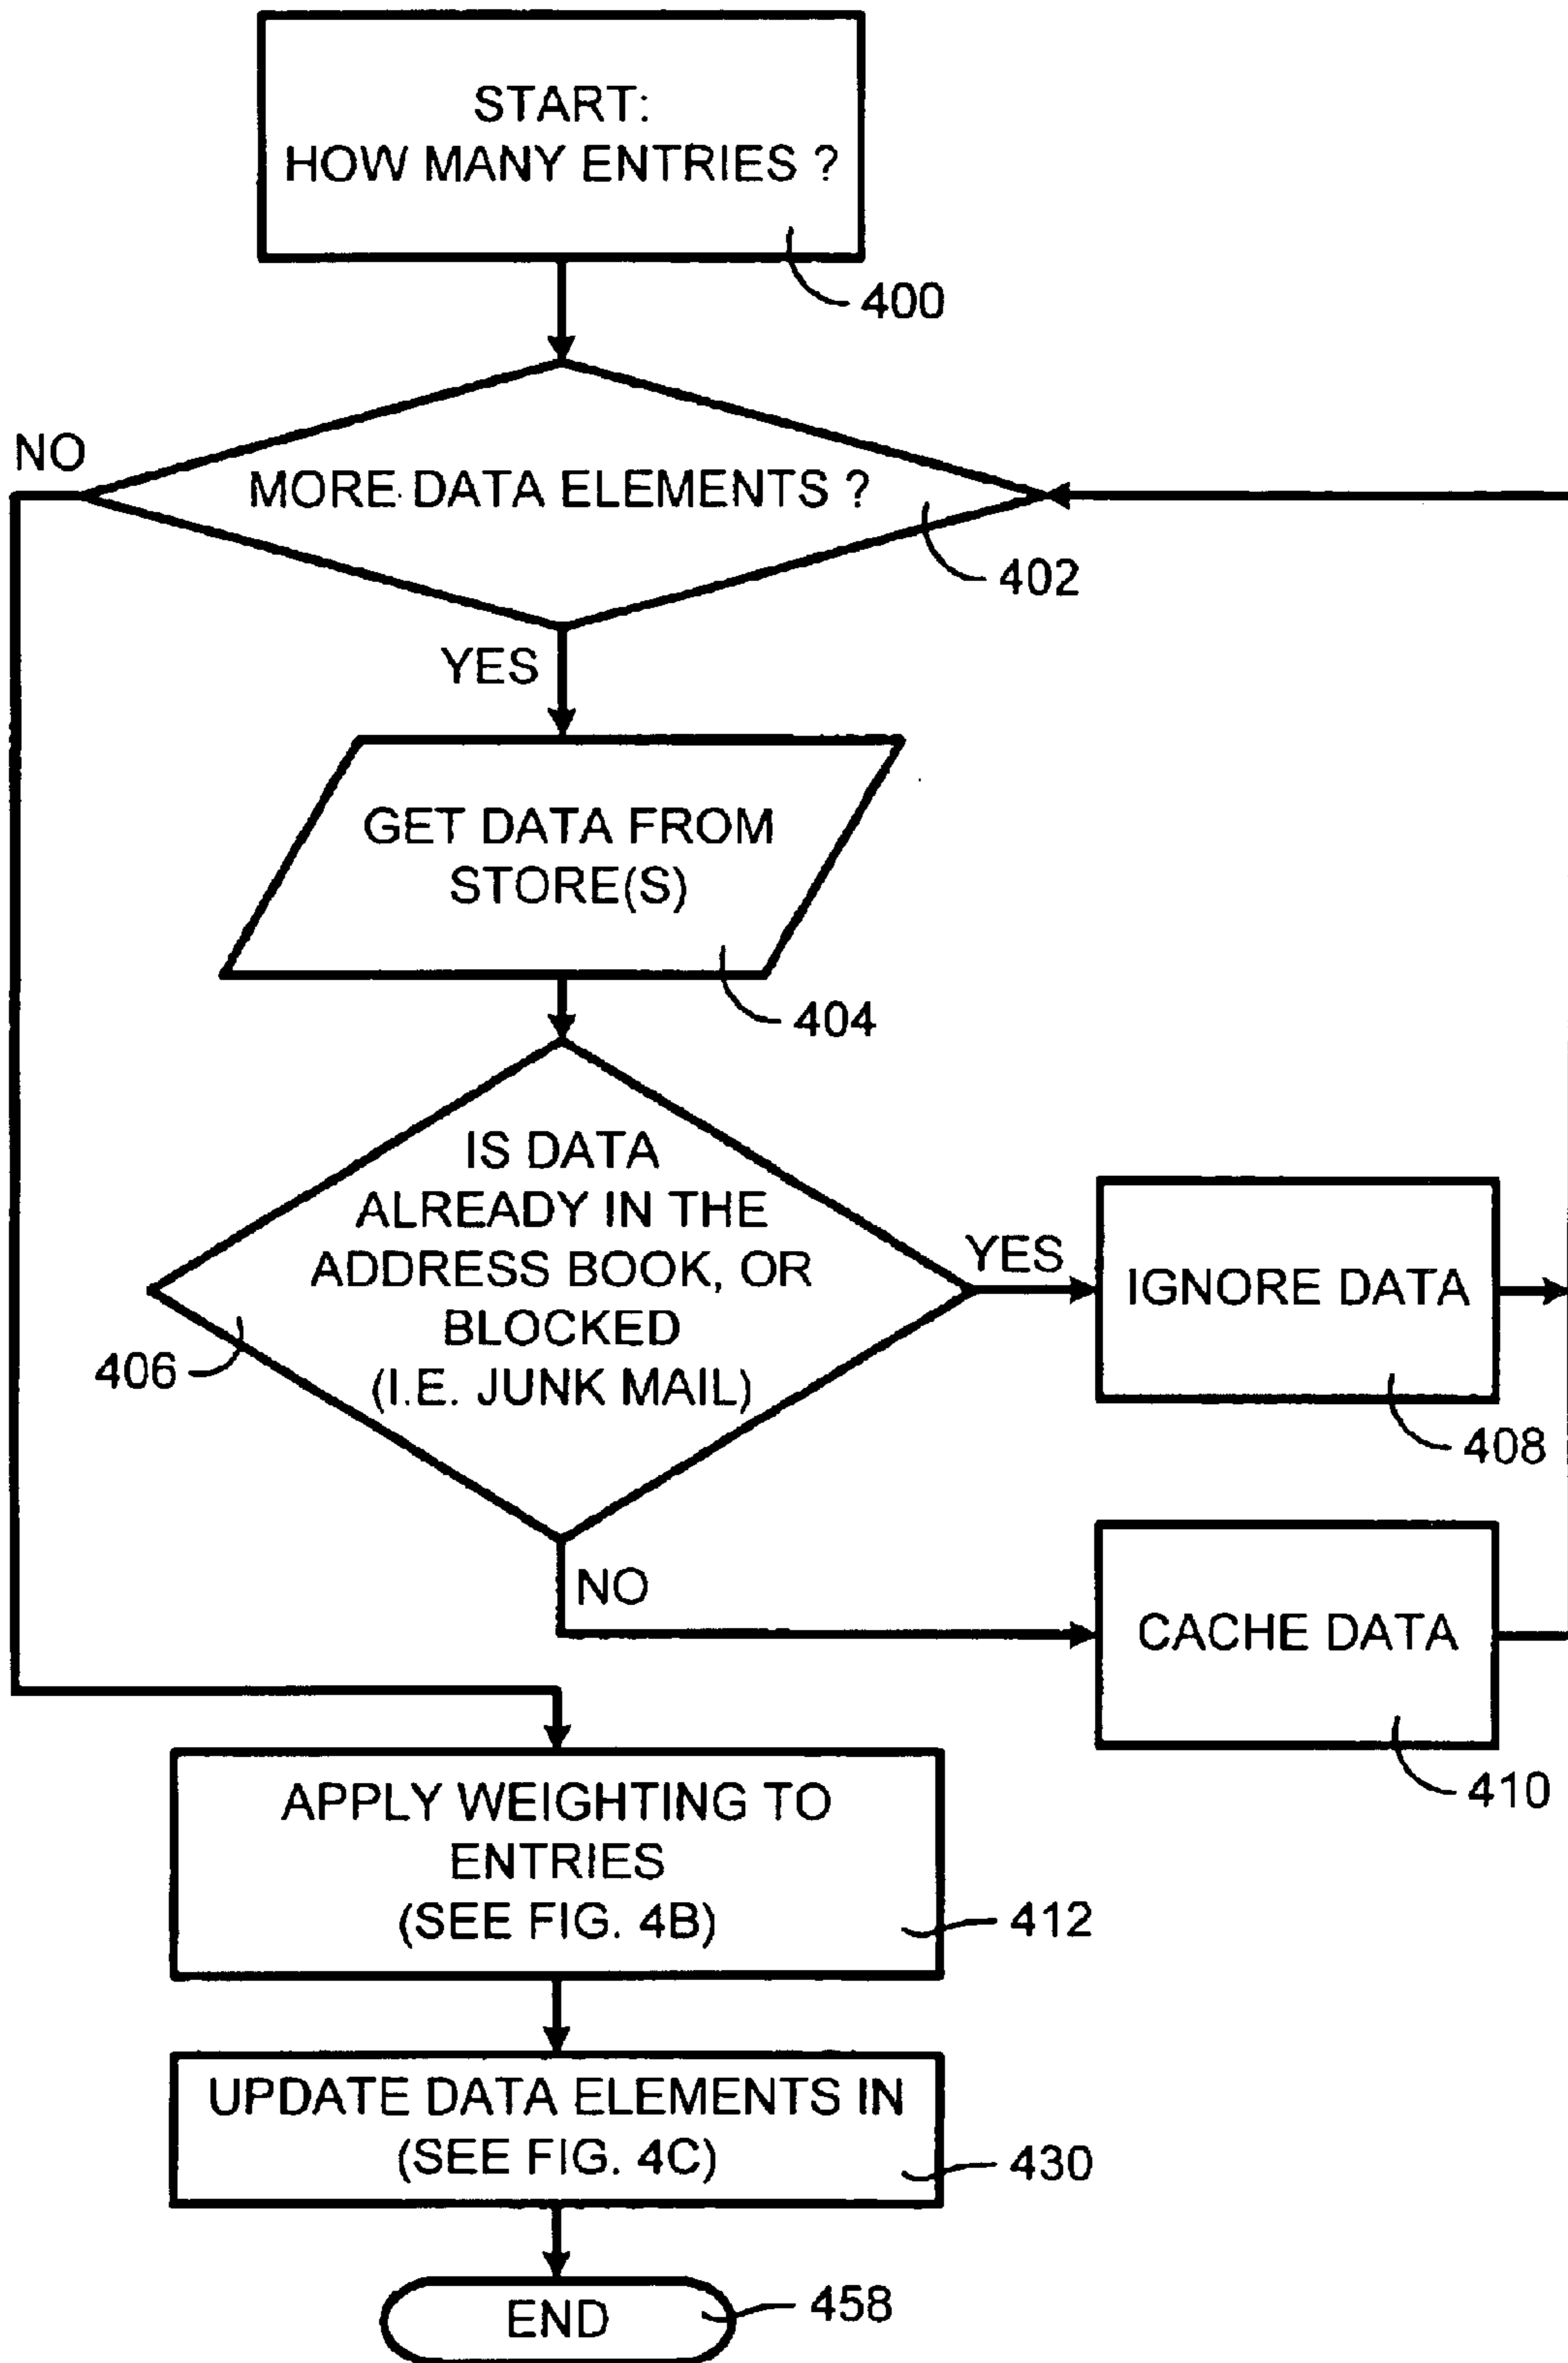 START:
HOW MANY ENTRIES ?
400
NO
MORE DATA ELEMENTS ?
402
YES
GET DATA FROM
STORE(S)
404
IS DATA
ALREADY IN THE
ADDRESS BOOK, OR
BLOCKED
(I.E. JUNK MAIL)
406
YES
IGNORE DATA
408
NO
CACHE DATA
410
APPLY WEIGHTING TO
ENTRIES
(SEE FIG. 4B)
412
UPDATE DATA ELEMENTS IN
(SEE FIG. 4C)
430
END
458